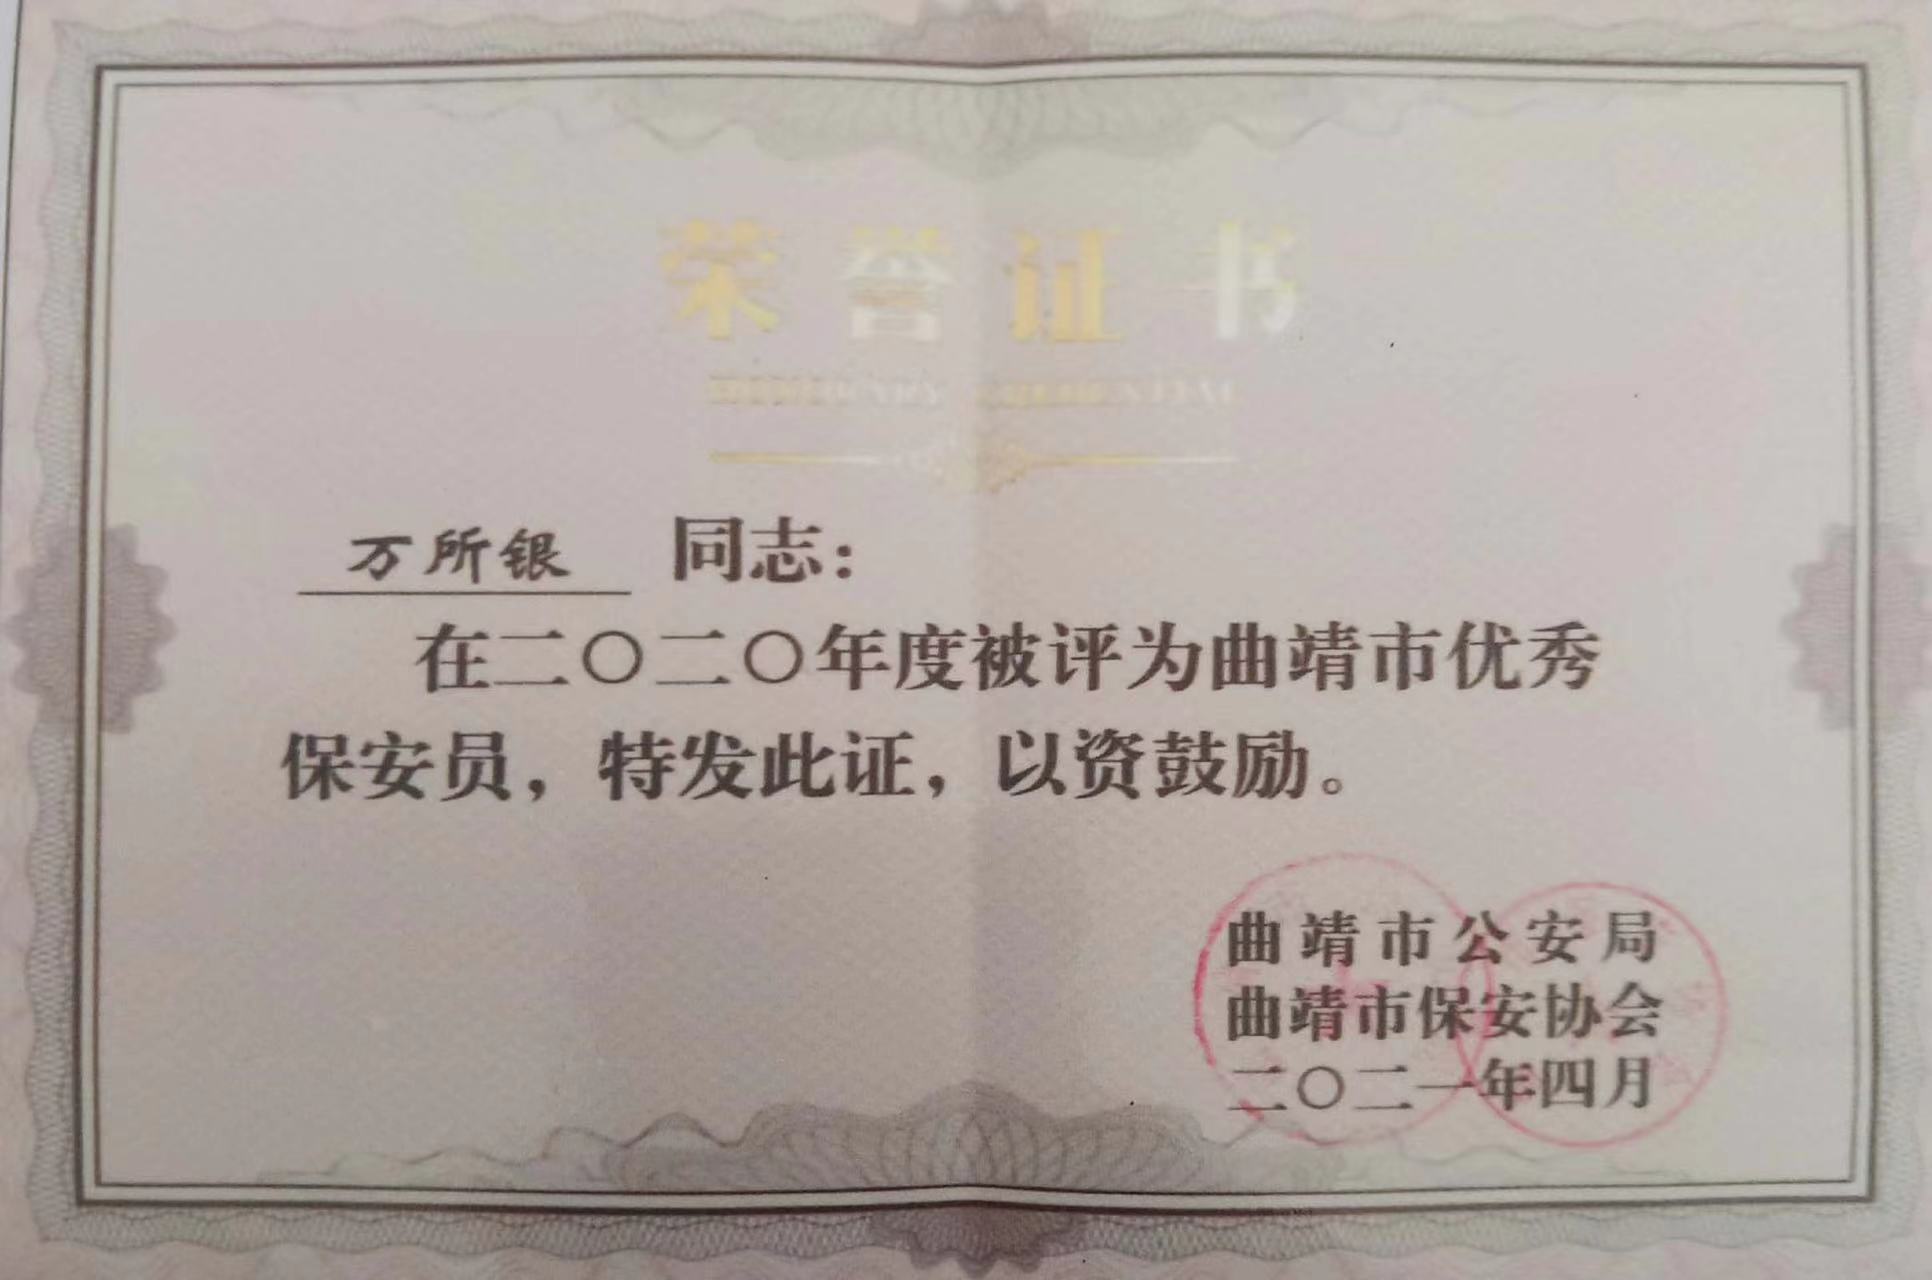 荣誉证书
万所银 同志：
在二〇二〇年度被评为曲靖市优秀
保安员，特发此证，以资鼓励。
曲靖市公安局
曲靖市保安协会
二〇二一年四月